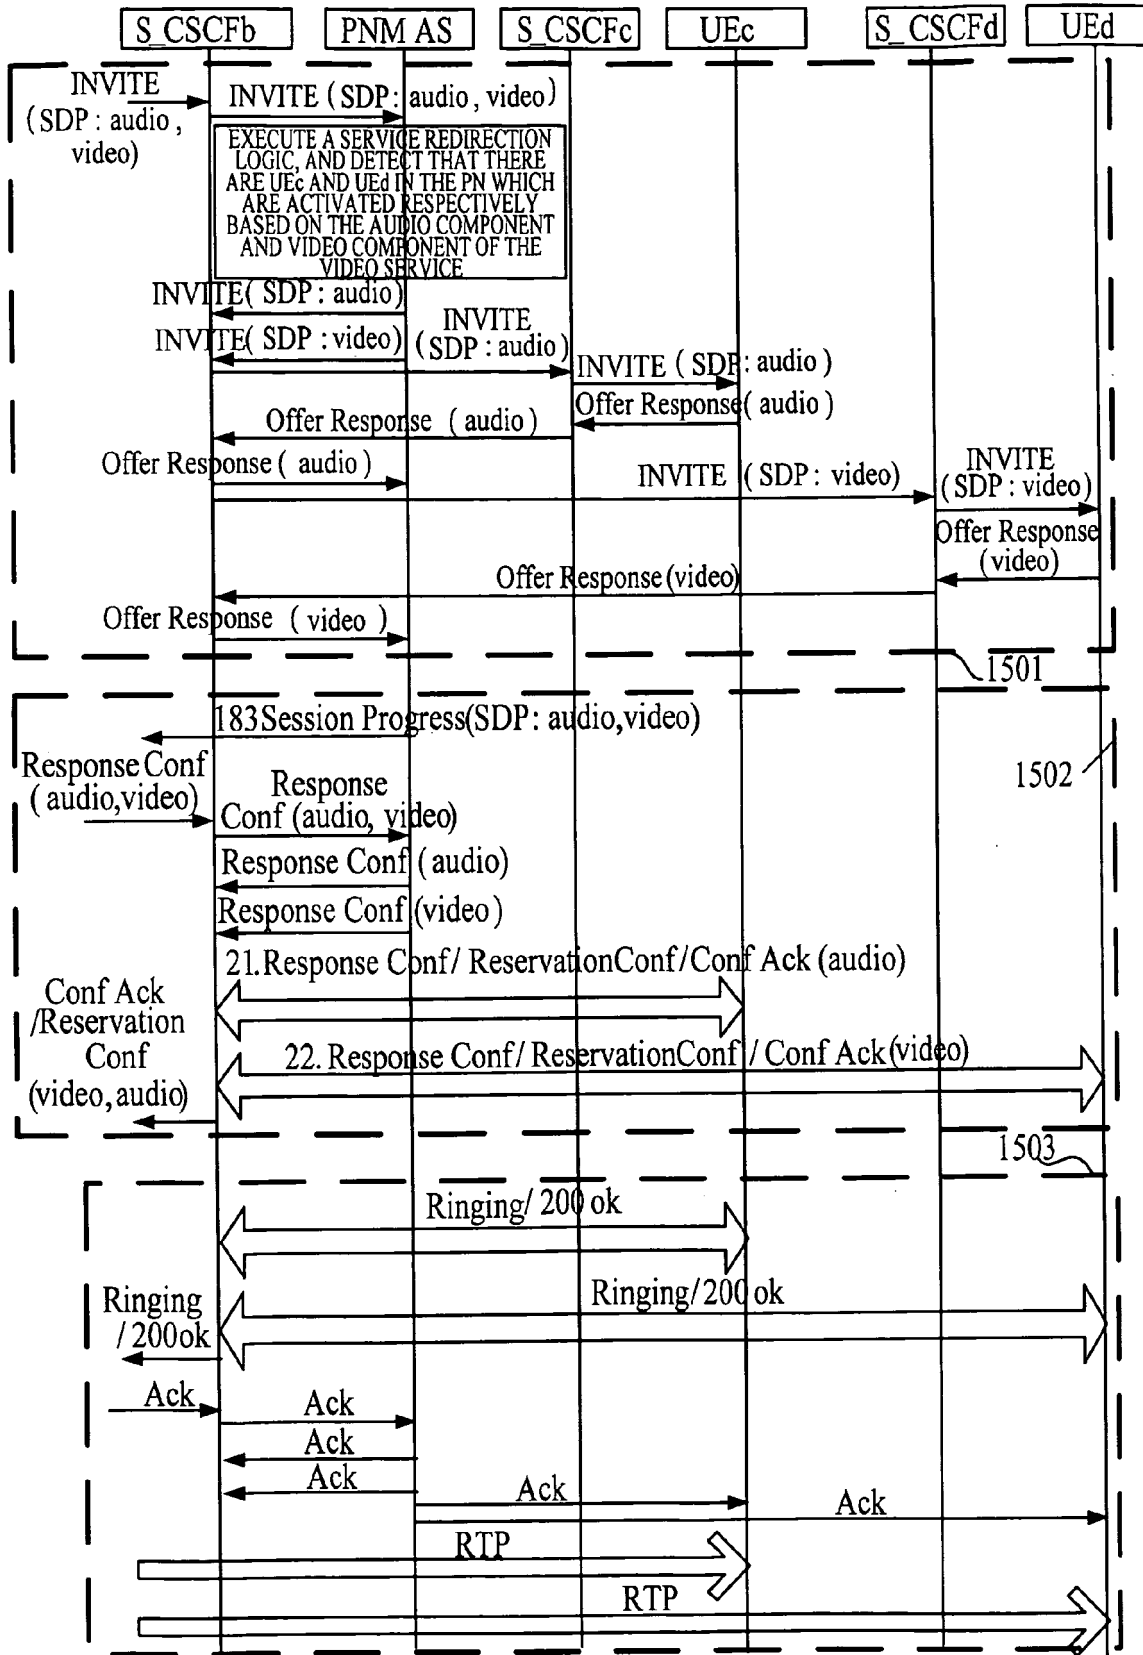 S_CSCFb
PNM AS
S_CSCFc
UEc
S_CSCFd
UEd
INVITE
(SDP: audio,
video)
INVITE (SDP: audio, video)
EXECUTE A SERVICE REDIRECTION
LOGIC, AND DETECT THAT THERE
ARE UEc AND UEd IN THE PN WHICH
ARE ACTIVATED RESPECTIVELY
BASED ON THE AUDIO COMPONENT
AND VIDEO COMPONENT OF THE
VIDEO SERVICE
INVITE( SDP: audio)
INVITE( SDP :video)
INVITE
(SDP :audio)
INVITE ( SDP: audio )
Offer Response( audio )
Offer Response ( audio )
Offer Response ( audio )
INVITE (SDP: video)
INVITE
(SDP : video)
Offer Response
(video)
Offer Response (video)
Offer Response ( video )
1501
183Session Progress(SDP: audio,video)
1502
Response Conf
( audio,video)
Response
Conf (audio, video)
Response Conf ( audio)
Response Conf (video )
21.Response Conf/ ReservationConf/Conf Ack (audio)
Conf Ack
/Reservation
Conf
(video, audio)
22. Response Conf/ ReservationConf / Conf Ack(video)
1503
Ringing/ 200 ok
Ringing/200 ok
Ringing
/ 200ok
Ack
Ack
Ack
Ack
Ack
Ack
RTP
RTP